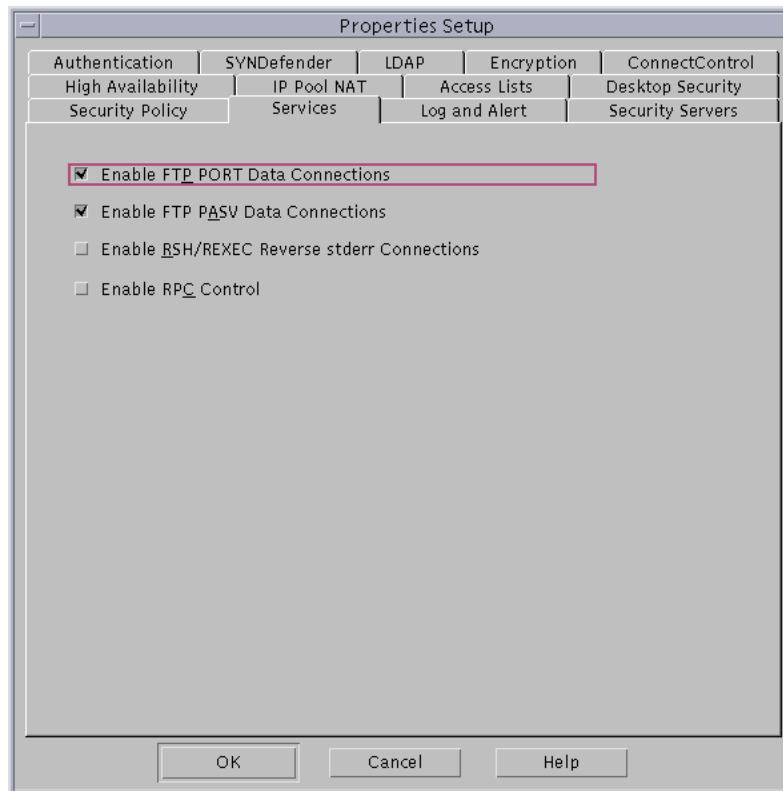 Properties Setup
Authentication SYNDefender LDAP Encryption ConnectControl
High Availability IP Pool NAT Access Lists Desktop Security
Security Policy Services Log and Alert Security Servers
Enable FTP PORT Data Connections
Enable FTP PASV Data Connections
Enable RSH/REXEC Reverse stderr Connections
Enable RPC Control
OK Cancel Help